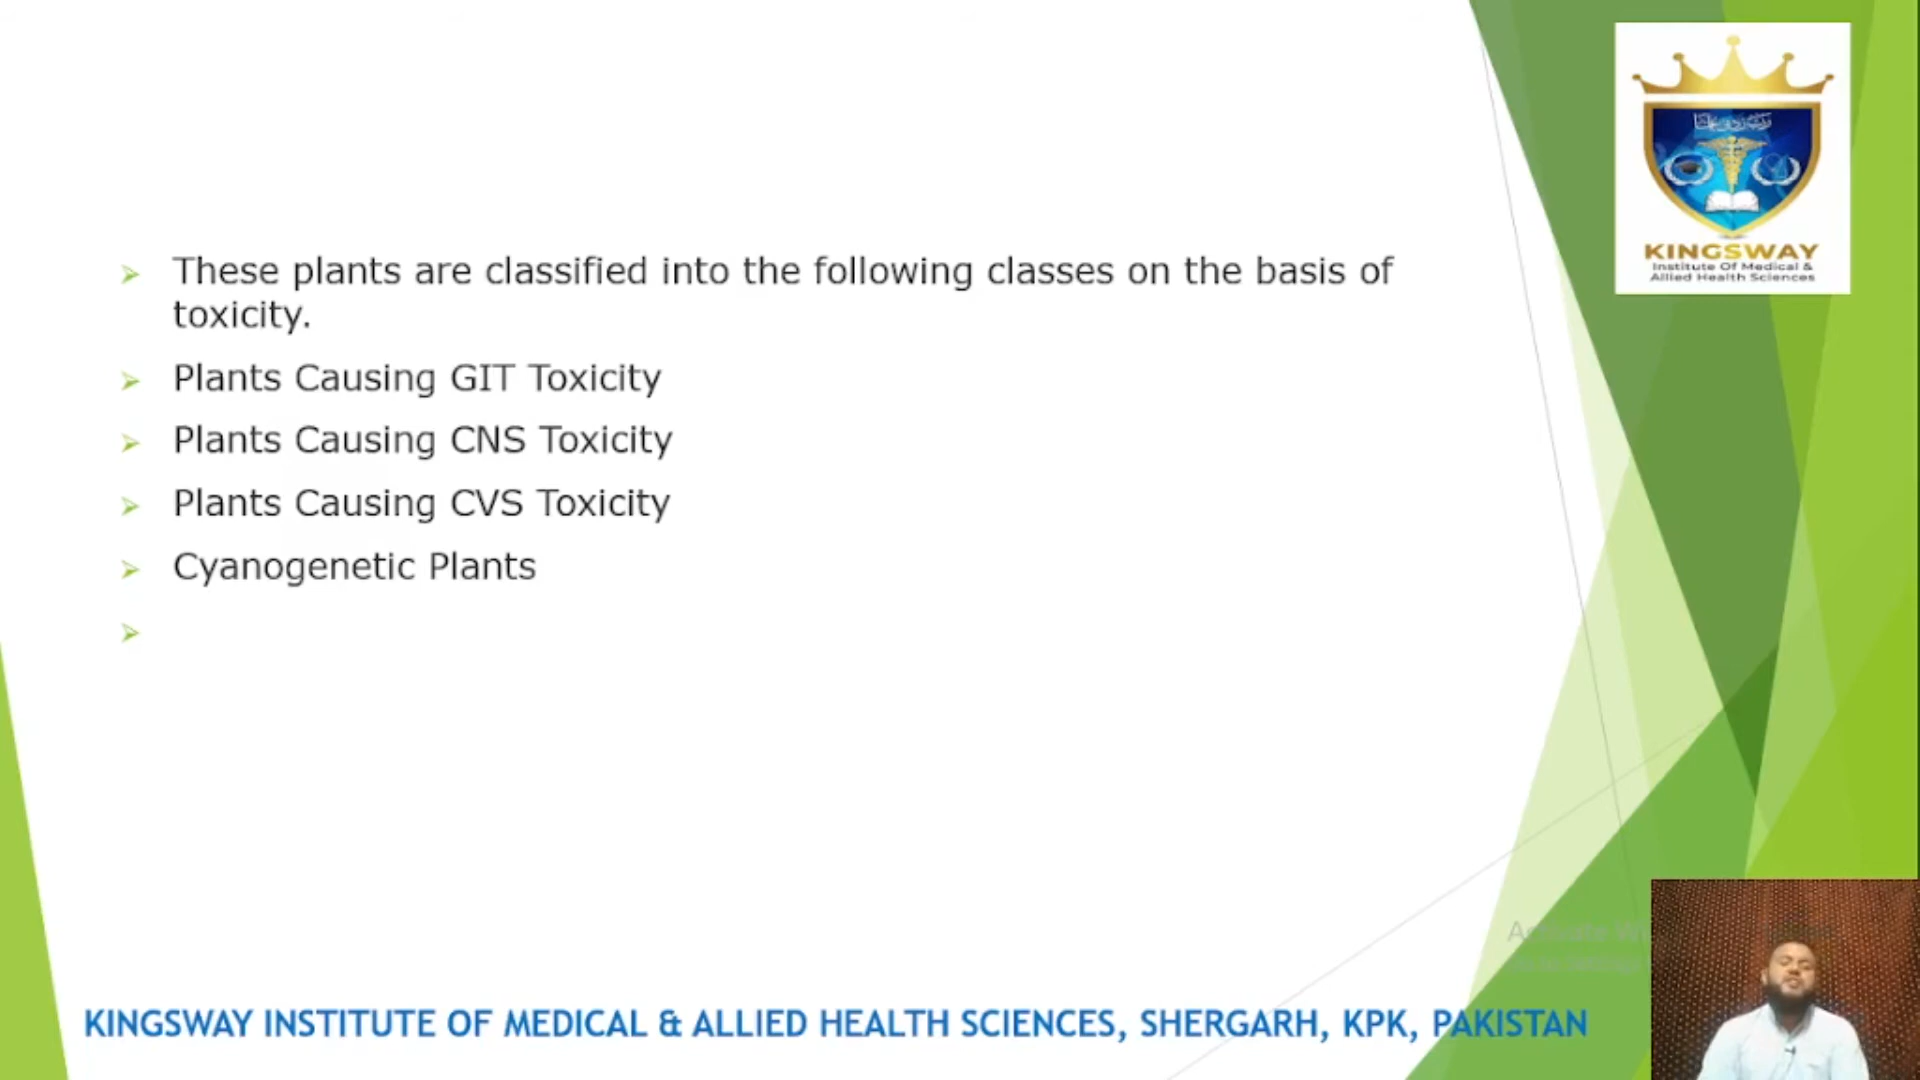 These plants are classified into the following classes on the basis of
toxicity.
Plants Causing GIT Toxicity
Plants Causing CNS Toxicity
Plants Causing CVS Toxicity
Cyanogenetic Plants
KINGSWAY
Institute Of Medical &
Allied Health Sciences
Activate
KINGSWAY INSTITUTE OF MEDICAL & ALLIED HEALTH SCIENCES, SHERGARH, KPK, PAKISTAN